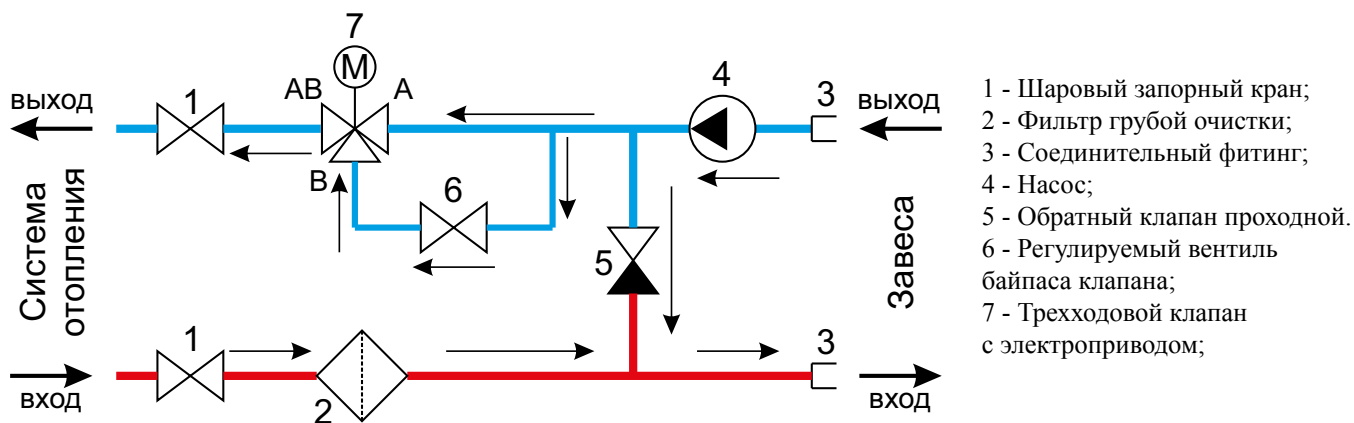 7
M
AB
A
4
1
3
выход
выход
1 - Шаровый запорный кран;
2 - Фильтр грубой очистки;
3 - Соединительный фитинг;
4 - Насос;
5 - Обратный клапан проходной.
6 - Регулируемый вентиль
байпаса клапана;
7 - Трехходовой клапан
с электроприводом;
B
6
5
Система
отопления
Завеса
1
3
2
вход
вход